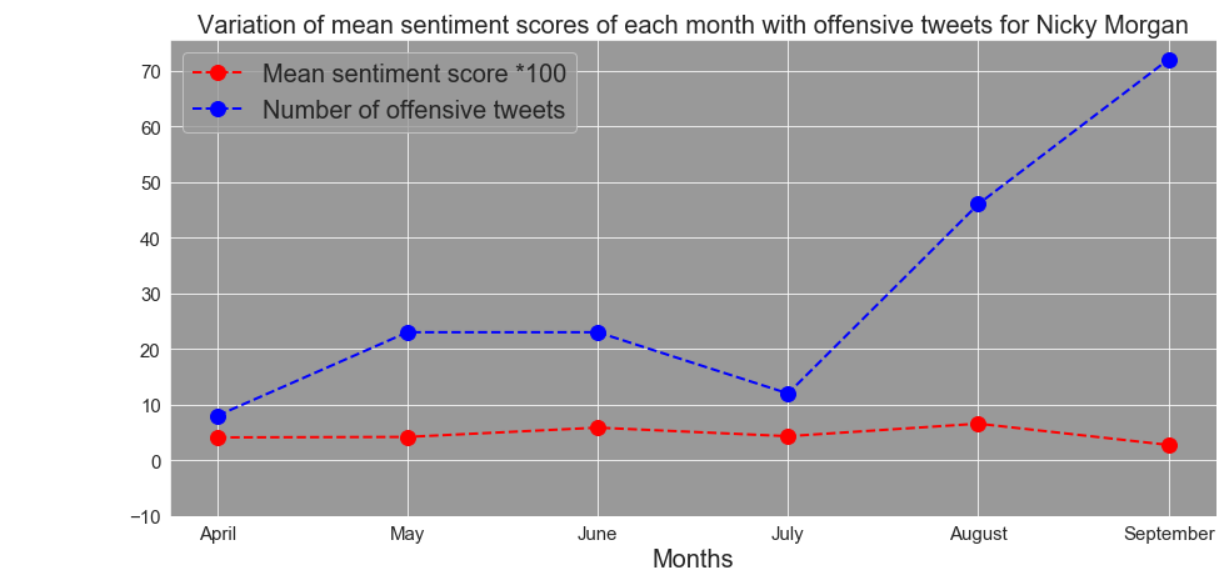 Variation of mean sentiment scores of each month with offensive tweets for Nicky Morgan
Mean sentiment score *100
Number of offensive tweets
70
60
50
40
30
20
10
0
−10
April May June July August September
Months